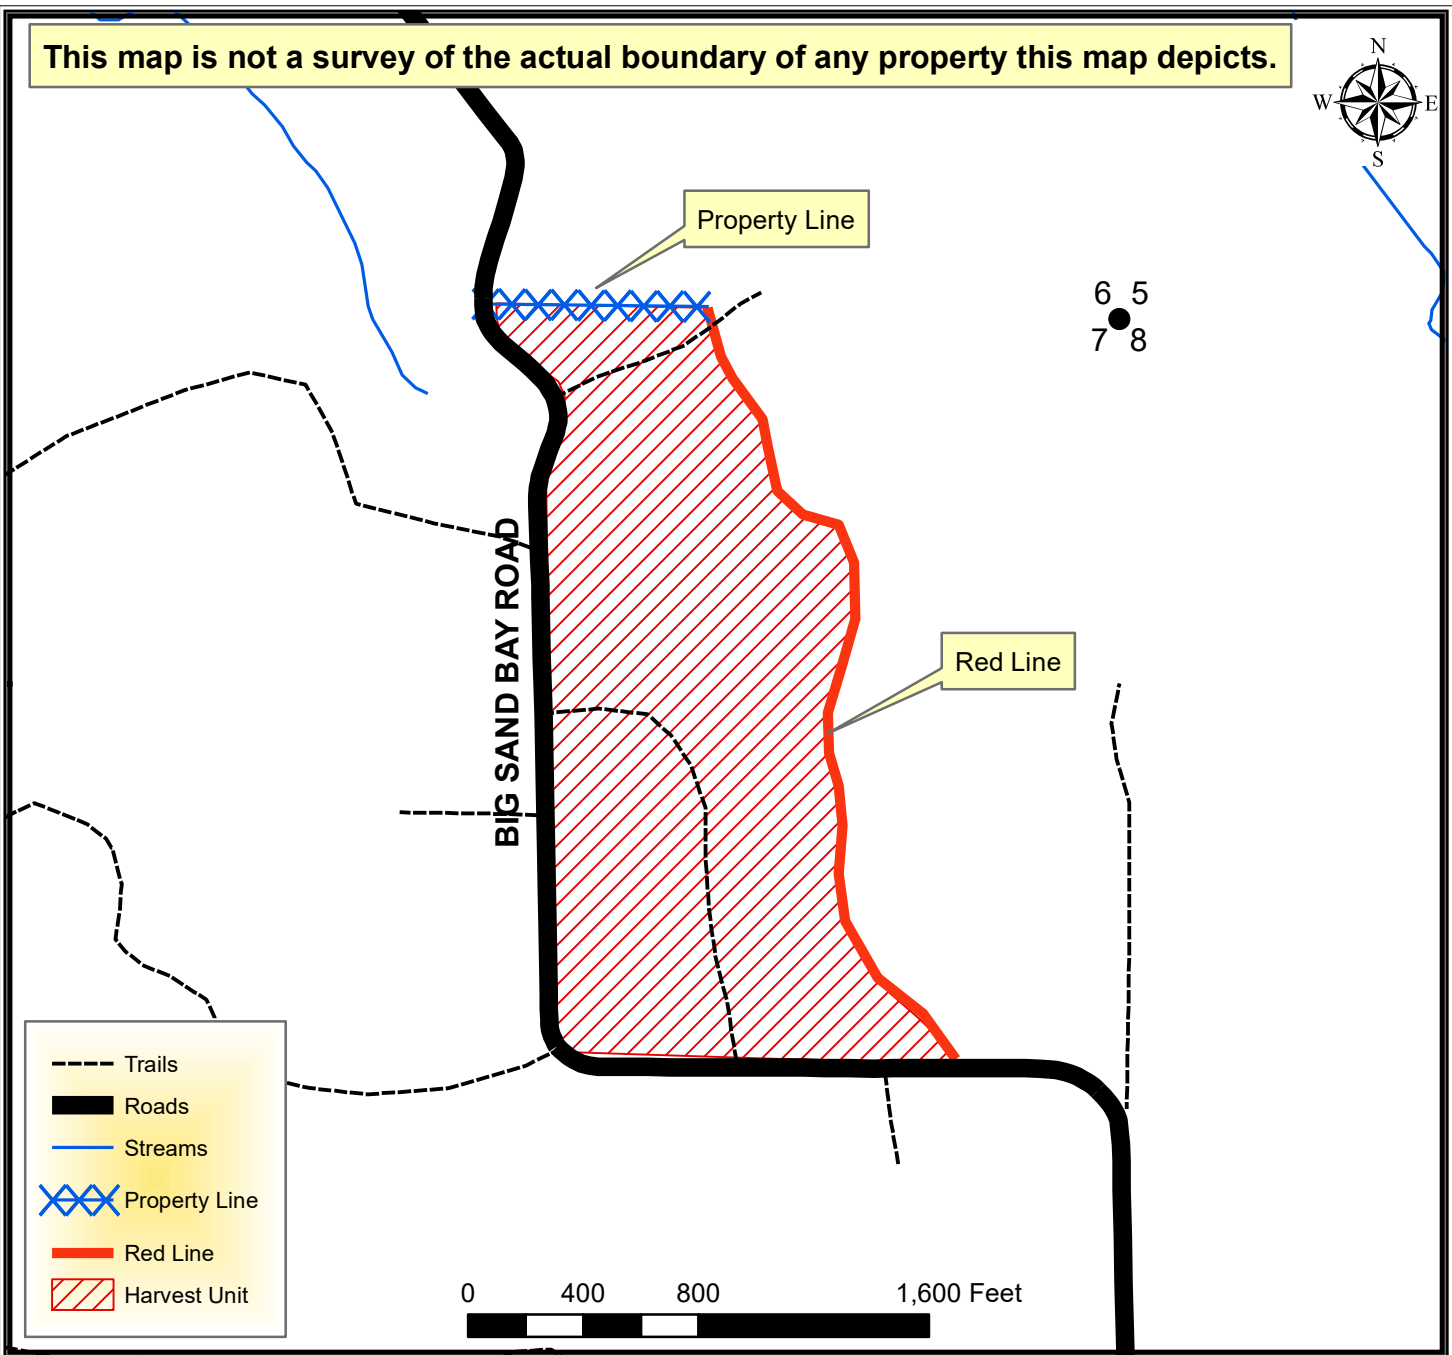 This map is not a survey of the actual boundary of any property this map depicts.
N
W E
S
Property Line
6 5
7 8
BIG SAND BAY ROAD
Red Line
Trails
Roads
Streams
Property Line
Red Line
Harvest Unit
0 400 800 1,600 Feet